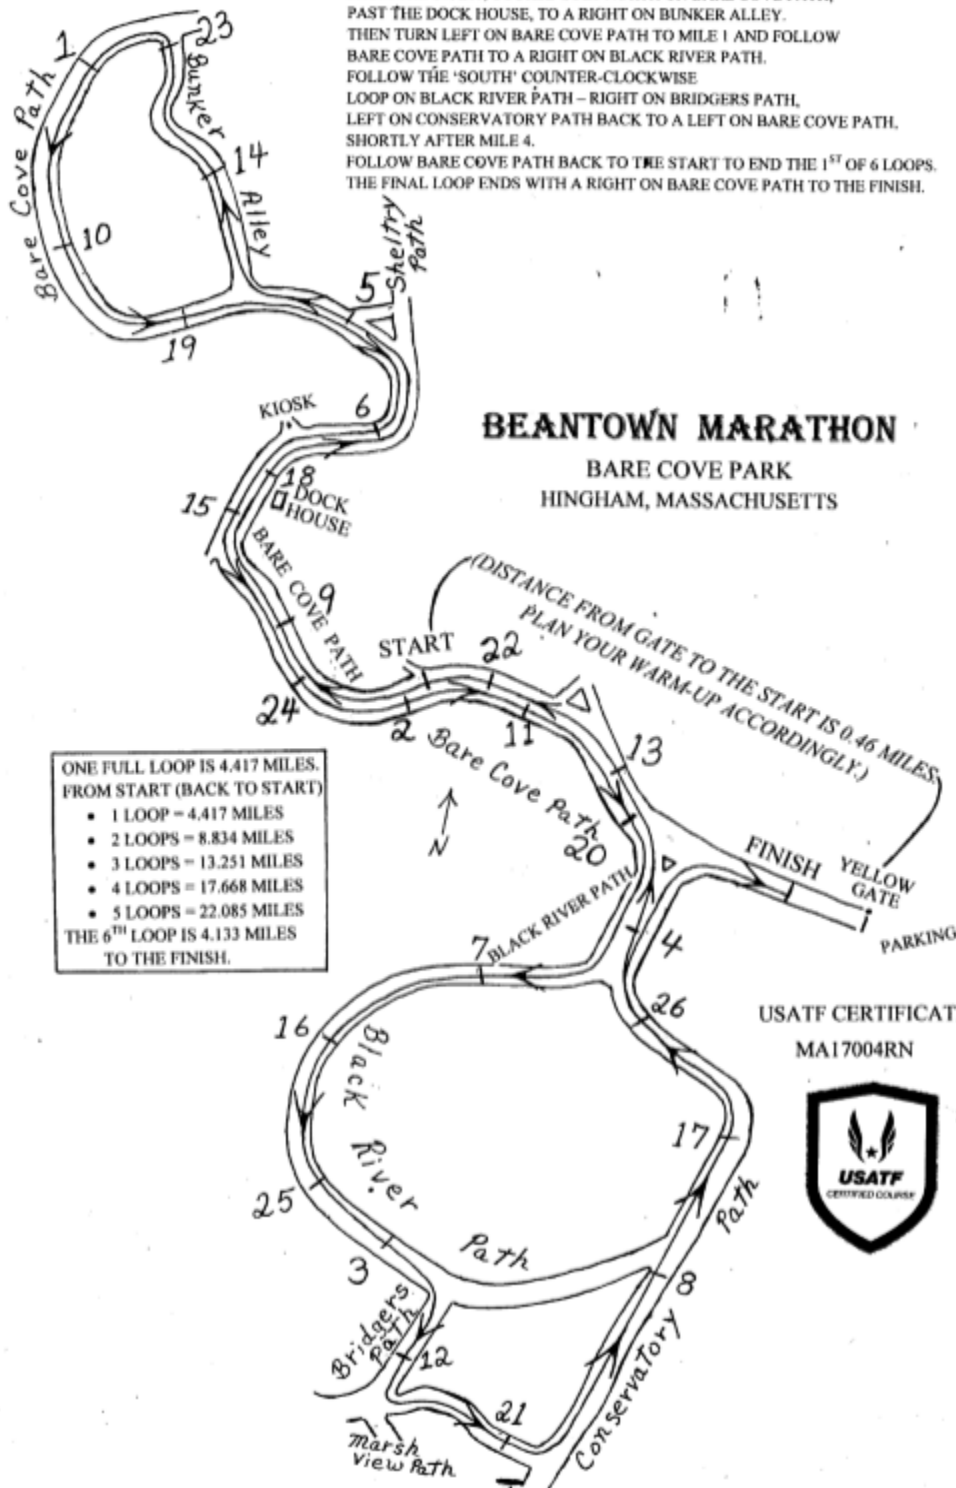 PAST THE DOCK HOUSE, TO A RIGHT ON BUNKER ALLEY.
THEN TURN LEFT ON BARE COVE PATH TO MILE 1 AND FOLLOW
BARE COVE PATH TO A RIGHT ON BLACK RIVER PATH.
FOLLOW THE 'SOUTH' COUNTER-CLOCKWISE
LOOP ON BLACK RIVER PATH – RIGHT ON BRIDGERS PATH,
LEFT ON CONSERVATORY PATH BACK TO A LEFT ON BARE COVE PATH,
SHORTLY AFTER MILE 4.
FOLLOW BARE COVE PATH BACK TO THE START TO END THE 1ST OF 6 LOOPS.
THE FINAL LOOP ENDS WITH A RIGHT ON BARE COVE PATH TO THE FINISH.
1
23
Bunker
Alley
14
Bare Cove Path
10
19
5
Sheltry
Path
KIOSK
6
18
DOCK
HOUSE
15
BARE COVE PATH
9
BEANTOWN MARATHON
BARE COVE PARK
HINGHAM, MASSACHUSETTS
(DISTANCE FROM GATE TO THE START IS 0.46 MILES.
PLAN YOUR WARM-UP ACCORDINGLY.)
START
22
24
2
11
13
Bare Cove Path
N
20
ONE FULL LOOP IS 4.417 MILES.
FROM START (BACK TO START)
• 1 LOOP = 4.417 MILES
• 2 LOOPS = 8.834 MILES
• 3 LOOPS = 13.251 MILES
• 4 LOOPS = 17.668 MILES
• 5 LOOPS = 22.085 MILES
THE 6TH LOOP IS 4.133 MILES
TO THE FINISH.
FINISH
YELLOW
GATE
PARKING
BLACK RIVER PATH
7
4
26
16
Black
River
Path
17
25
3
8
Bridgers
Path
12
21
Marsh
View Path
Conservatory
Path
USATF CERTIFICAT
MA17004RN
USATF
CERTIFIED COURSE